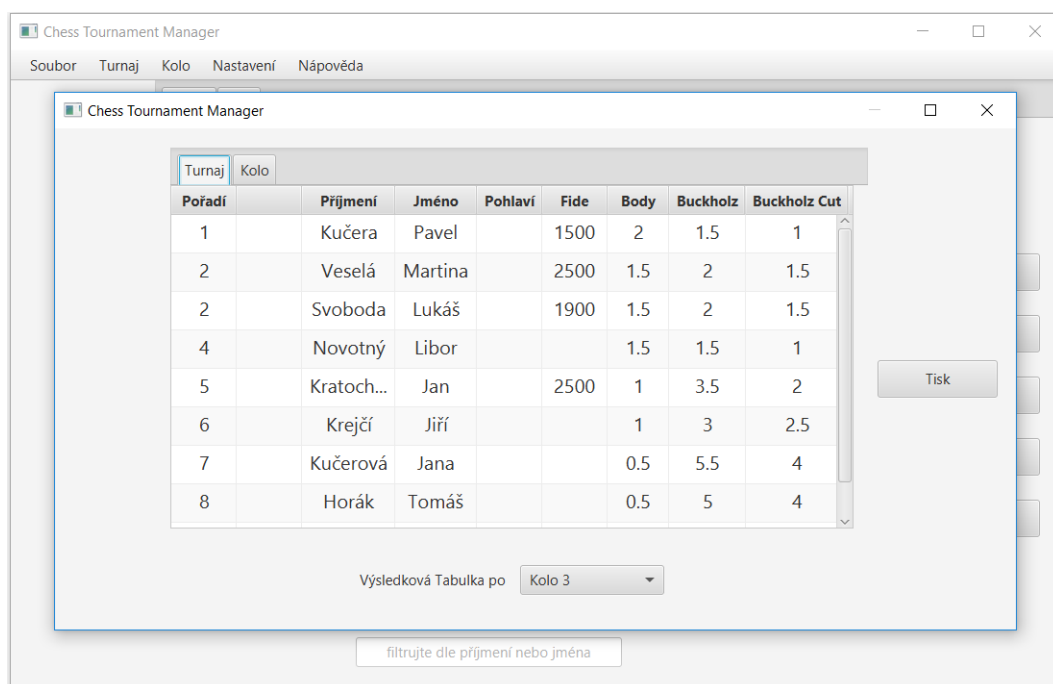 Chess Tournament Manager
Soubor Turnaj Kolo Nastavení Nápověda
Chess Tournament Manager
Turnaj Kolo
Pořadí Příjmení Jméno Pohlaví Fide Body Buckholz Buckholz Cut
1 Kučera Pavel 1500 2 1.5 1
2 Veselá Martina 2500 1.5 2 1.5
2 Svoboda Lukáš 1900 1.5 2 1.5
4 Novotný Libor 1.5 1.5 1
5 Kratoch... Jan 2500 1 3.5 2
6 Krejčí Jiří 1 3 2.5
7 Kučerová Jana 0.5 5.5 4
8 Horák Tomáš 0.5 5 4
Tisk
Výsledková Tabulka po Kolo 3
filtrujte dle příjmení nebo jména